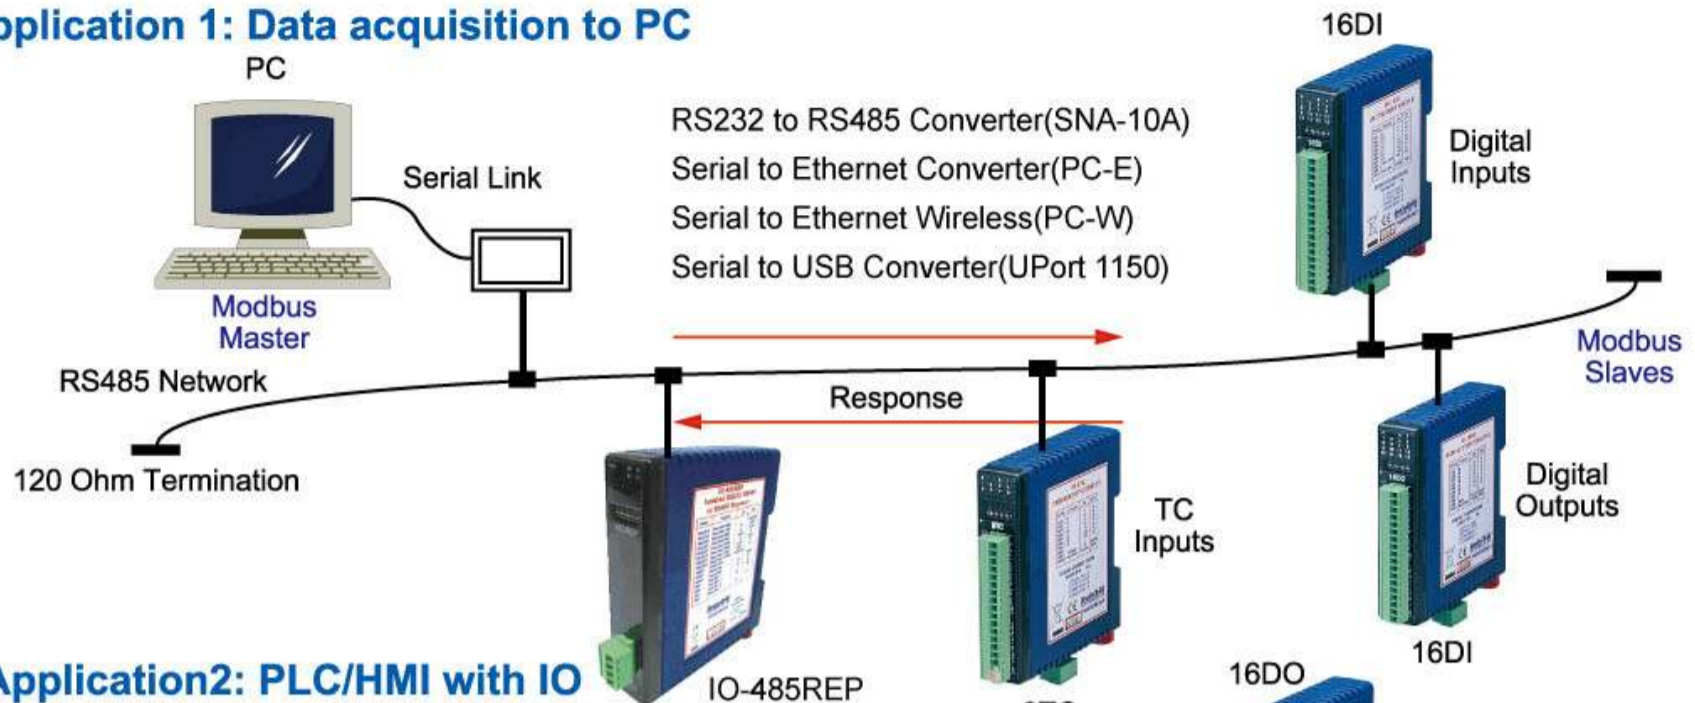 pplication 1: Data acquisition to PC
PC
Serial Link
Modbus
Master
RS232 to RS485 Converter(SNA-10A)
Serial to Ethernet Converter(PC-E)
Serial to Ethernet Wireless(PC-W)
Serial to USB Converter(UPort 1150)
16DI
Digital
Inputs
Modbus
Slaves
RS485 Network
Response
120 Ohm Termination
TC
Inputs
Digital
Outputs
16DI
IO-485REP
Application2: PLC/HMI with IO
16DO